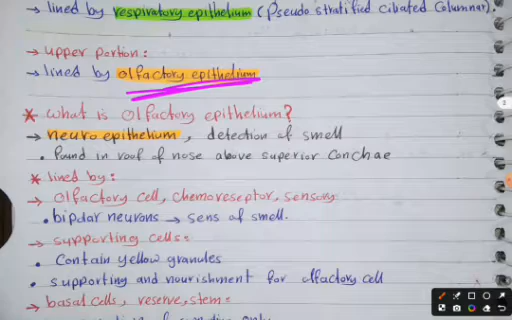 → lined by respiratory epithelium (Pseudo stratified ciliated Columnar).
→ upper portion:
→ lined by olfactory epithelium
* what is Olfactory epithelium?
→ neuro epithelium, detection of smell
• found in roof of nose above superior Conchae
* lined by:
→ olfactory cell, chemoreseptor, sensory
• bipolar neurons → sens of smell.
→ supporting cells:
• Contain yellow granules
• supporting and nourishment for olfactory cell
→ basal cells, reserve, stem: